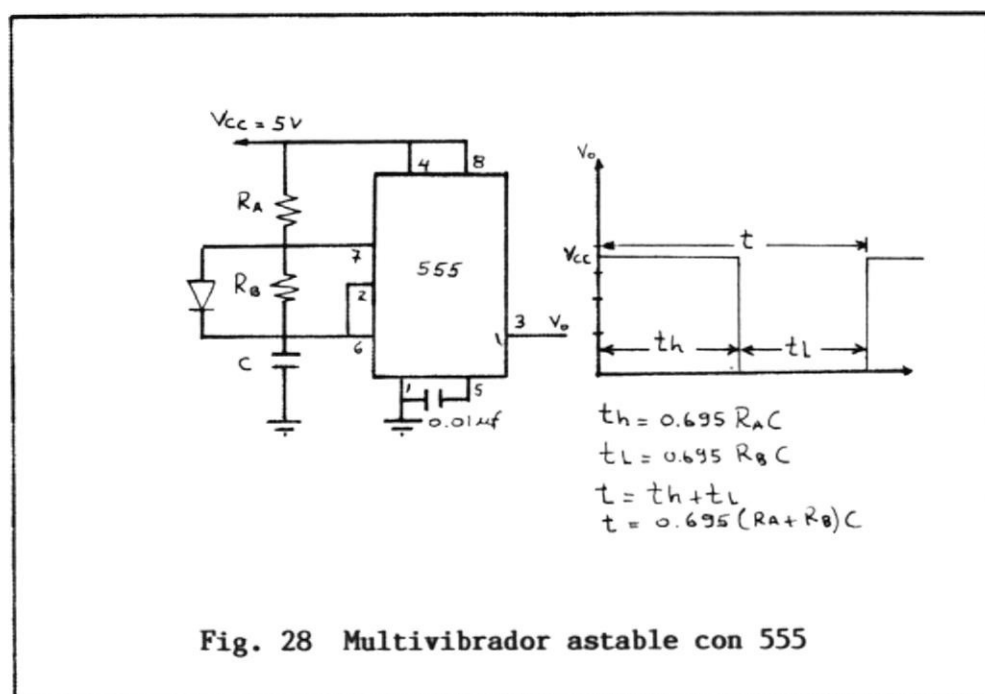 Vcc = 5V
4
8
RA
7
555
RB
2
6
3
Vo
C
1
5
0.01µf
Vo
t
Vcc
th
tL
th = 0.695 RAC
tL = 0.695 RBC
t = th + tL
t = 0.695 (RA + RB) C
Fig. 28 Multivibrador astable con 555